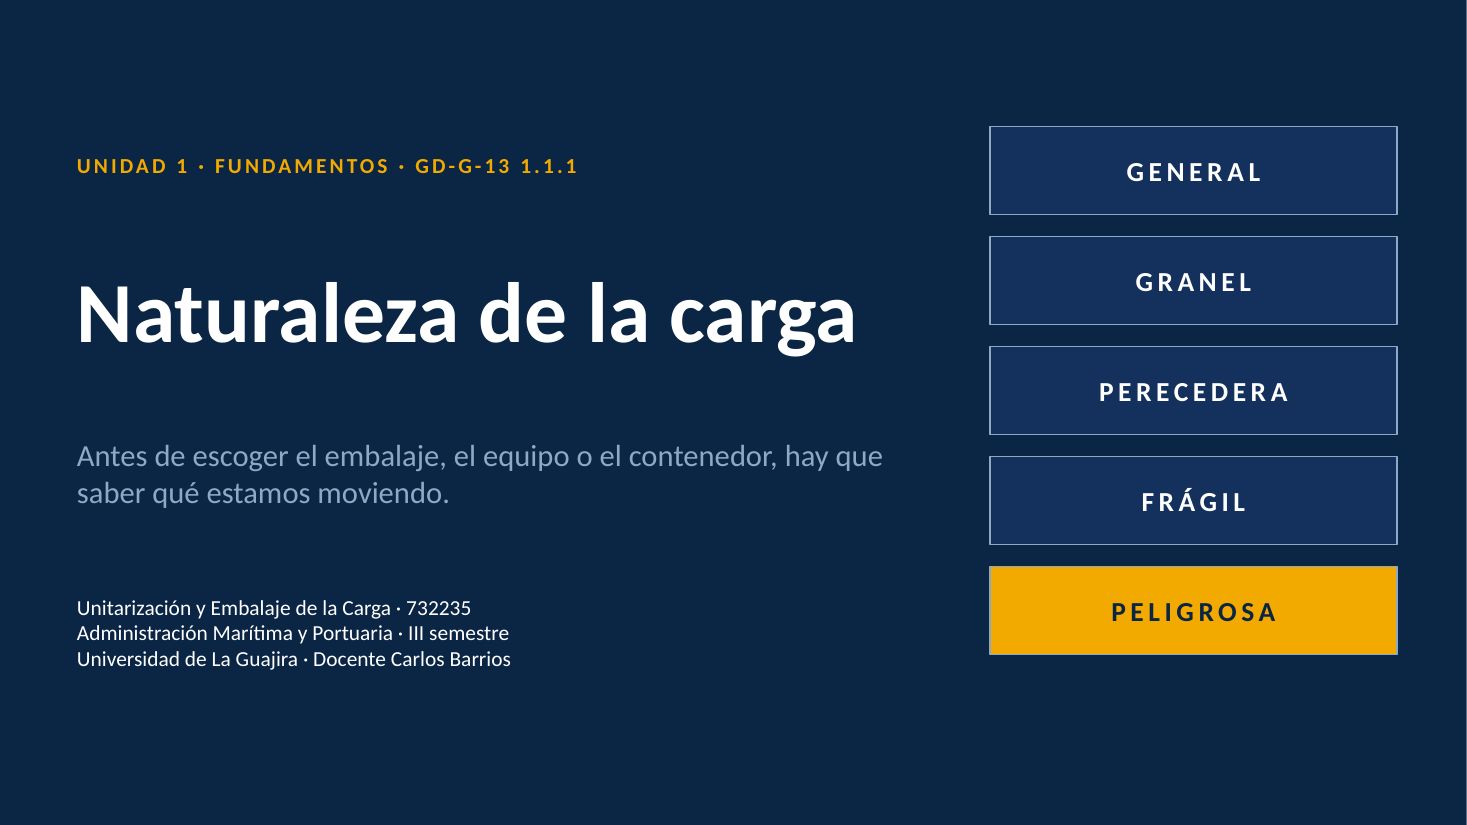 UNIDAD 1 · FUNDAMENTOS · GD-G-13 1.1.1
Naturaleza de la carga
Antes de escoger el embalaje, el equipo o el contenedor, hay que
saber qué estamos moviendo.
Unitarización y Embalaje de la Carga · 732235
Administración Marítima y Portuaria · III semestre
Universidad de La Guajira · Docente Carlos Barrios
GENERAL
GRANEL
PERECEDERA
FRÁGIL
PELIGROSA